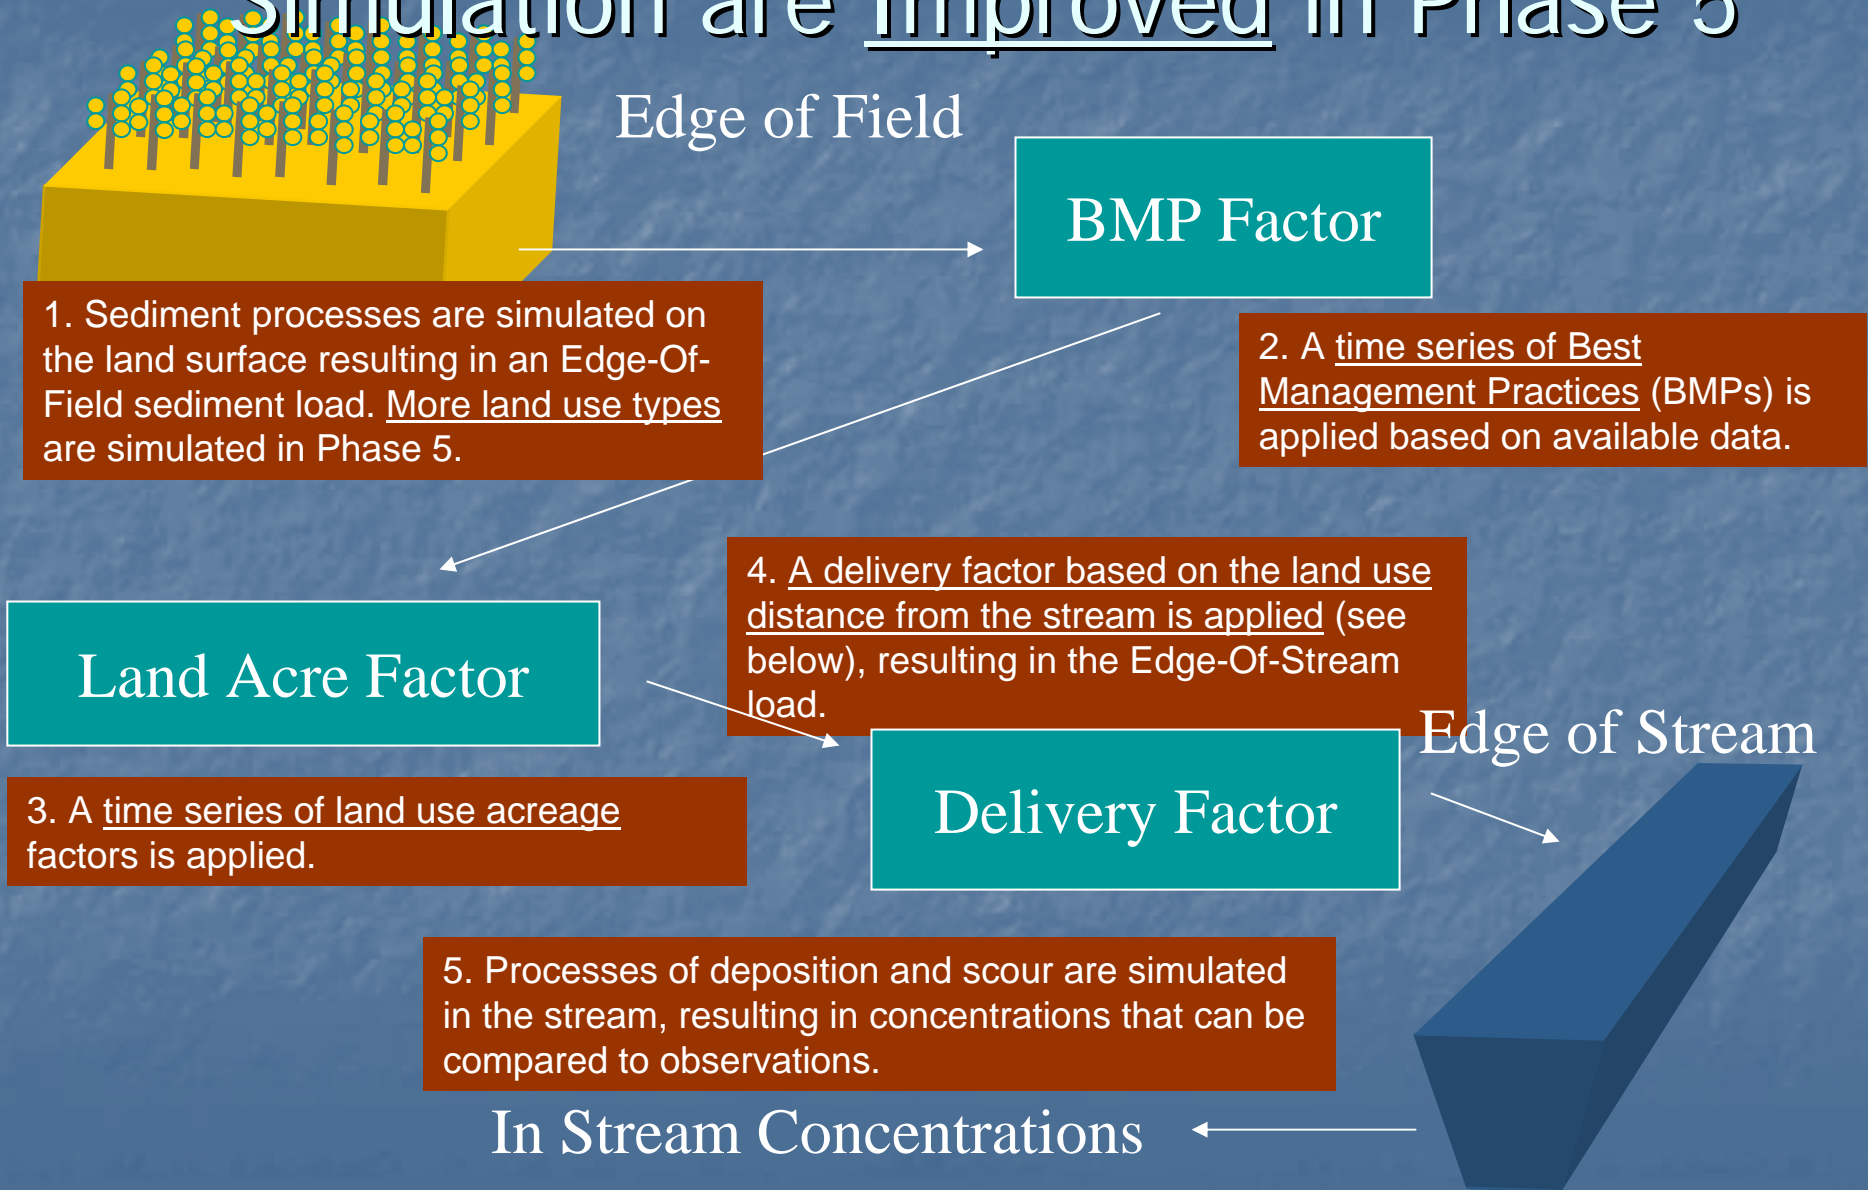 Simulation are Improved in Phase 5
Edge of Field
BMP Factor
1. Sediment processes are simulated on
the land surface resulting in an Edge-Of-
Field sediment load. More land use types
are simulated in Phase 5.
2. A time series of Best
Management Practices (BMPs) is
applied based on available data.
Land Acre Factor
3. A time series of land use acreage
factors is applied.
4. A delivery factor based on the land use
distance from the stream is applied (see
below), resulting in the Edge-Of-Stream
load.
Delivery Factor
Edge of Stream
5. Processes of deposition and scour are simulated
in the stream, resulting in concentrations that can be
compared to observations.
In Stream Concentrations